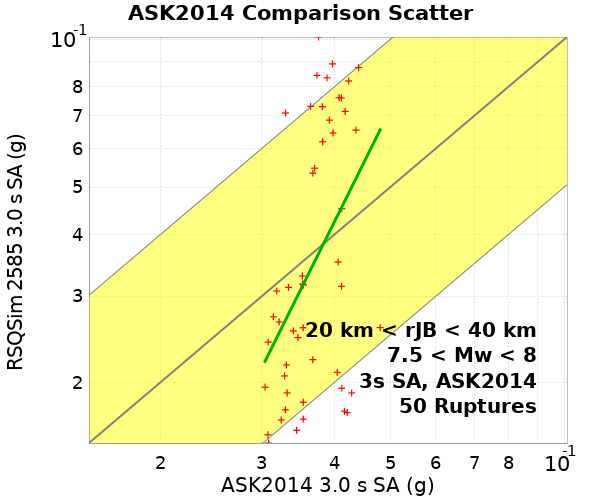 ASK2014 Comparison Scatter
10-1
8
7
6
5
4
3
2
RSQSim 2585 3.0 s SA (g)
20 km < rJB < 40 km
7.5 < Mw < 8
3s SA, ASK2014
50 Ruptures
2 3 4 5 6 7 8 10-1
ASK2014 3.0 s SA (g)